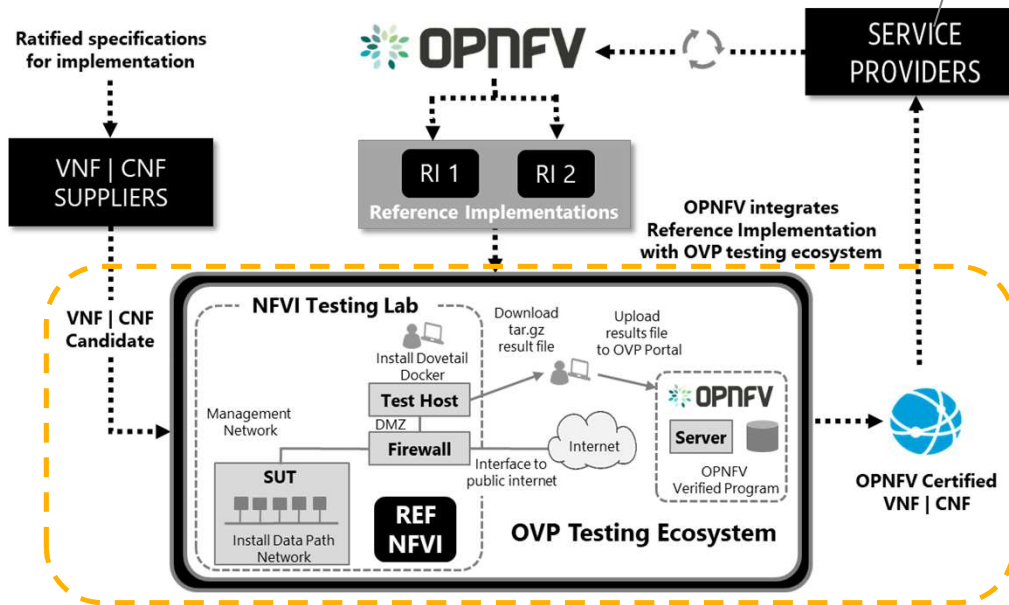 Ratified specifications
for implementation
OPNFV
SERVICE
PROVIDERS
VNF | CNF
SUPPLIERS
RI 1
RI 2
Reference Implementations
OPNFV integrates
Reference Implementation
with OVP testing ecosystem
VNF | CNF
Candidate
NFVI Testing Lab
Install Dovetail
Docker
Test Host
DMZ
Firewall
Management
Network
SUT
Install Data Path
Network
REF
NFVI
Interface to
public internet
Internet
Download
tar.gz
result file
Upload
results file
to OVP Portal
OPNFV
Server
OPNFV
Verified Program
OVP Testing Ecosystem
OPNFV Certified
VNF | CNF